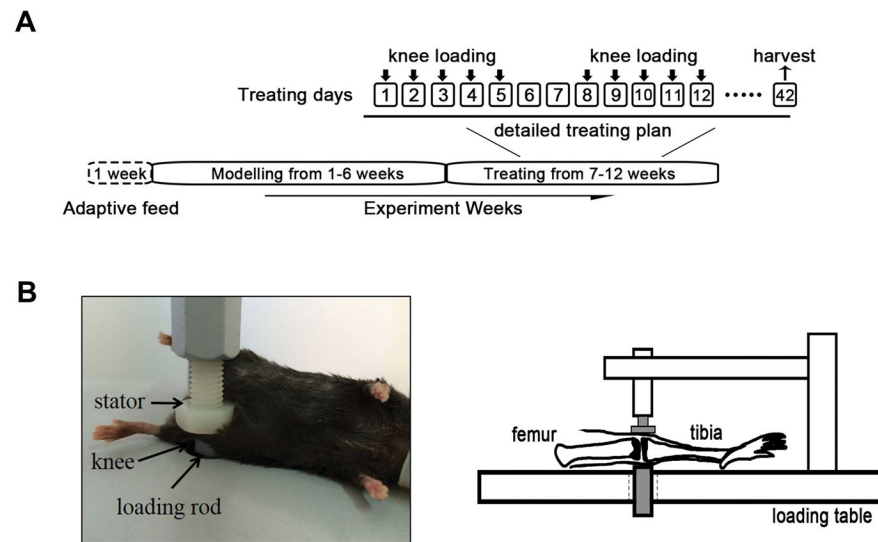 A
knee loading knee loading harvest
Treating days 1 2 3 4 5 6 7 8 9 10 11 12 ····· 42
detailed treating plan
1 week Modelling from 1-6 weeks Treating from 7-12 weeks
Adaptive feed Experiment Weeks
B
stator
knee
loading rod
femur tibia
loading table